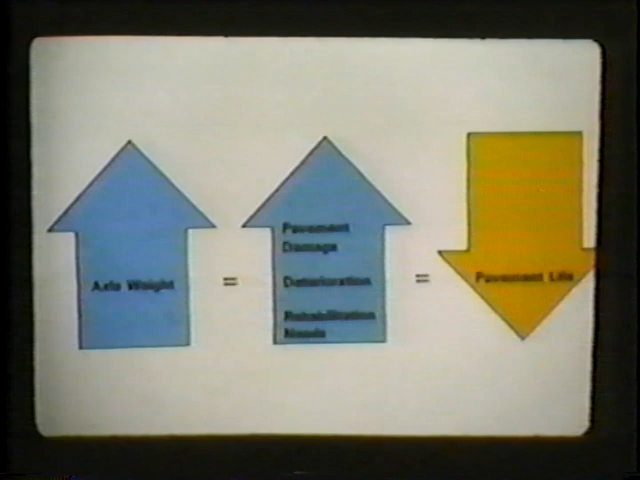 Axle Weight
=
Pavement
Damage
Deterioration
Rehabilitation
Needs
=
Pavement Life